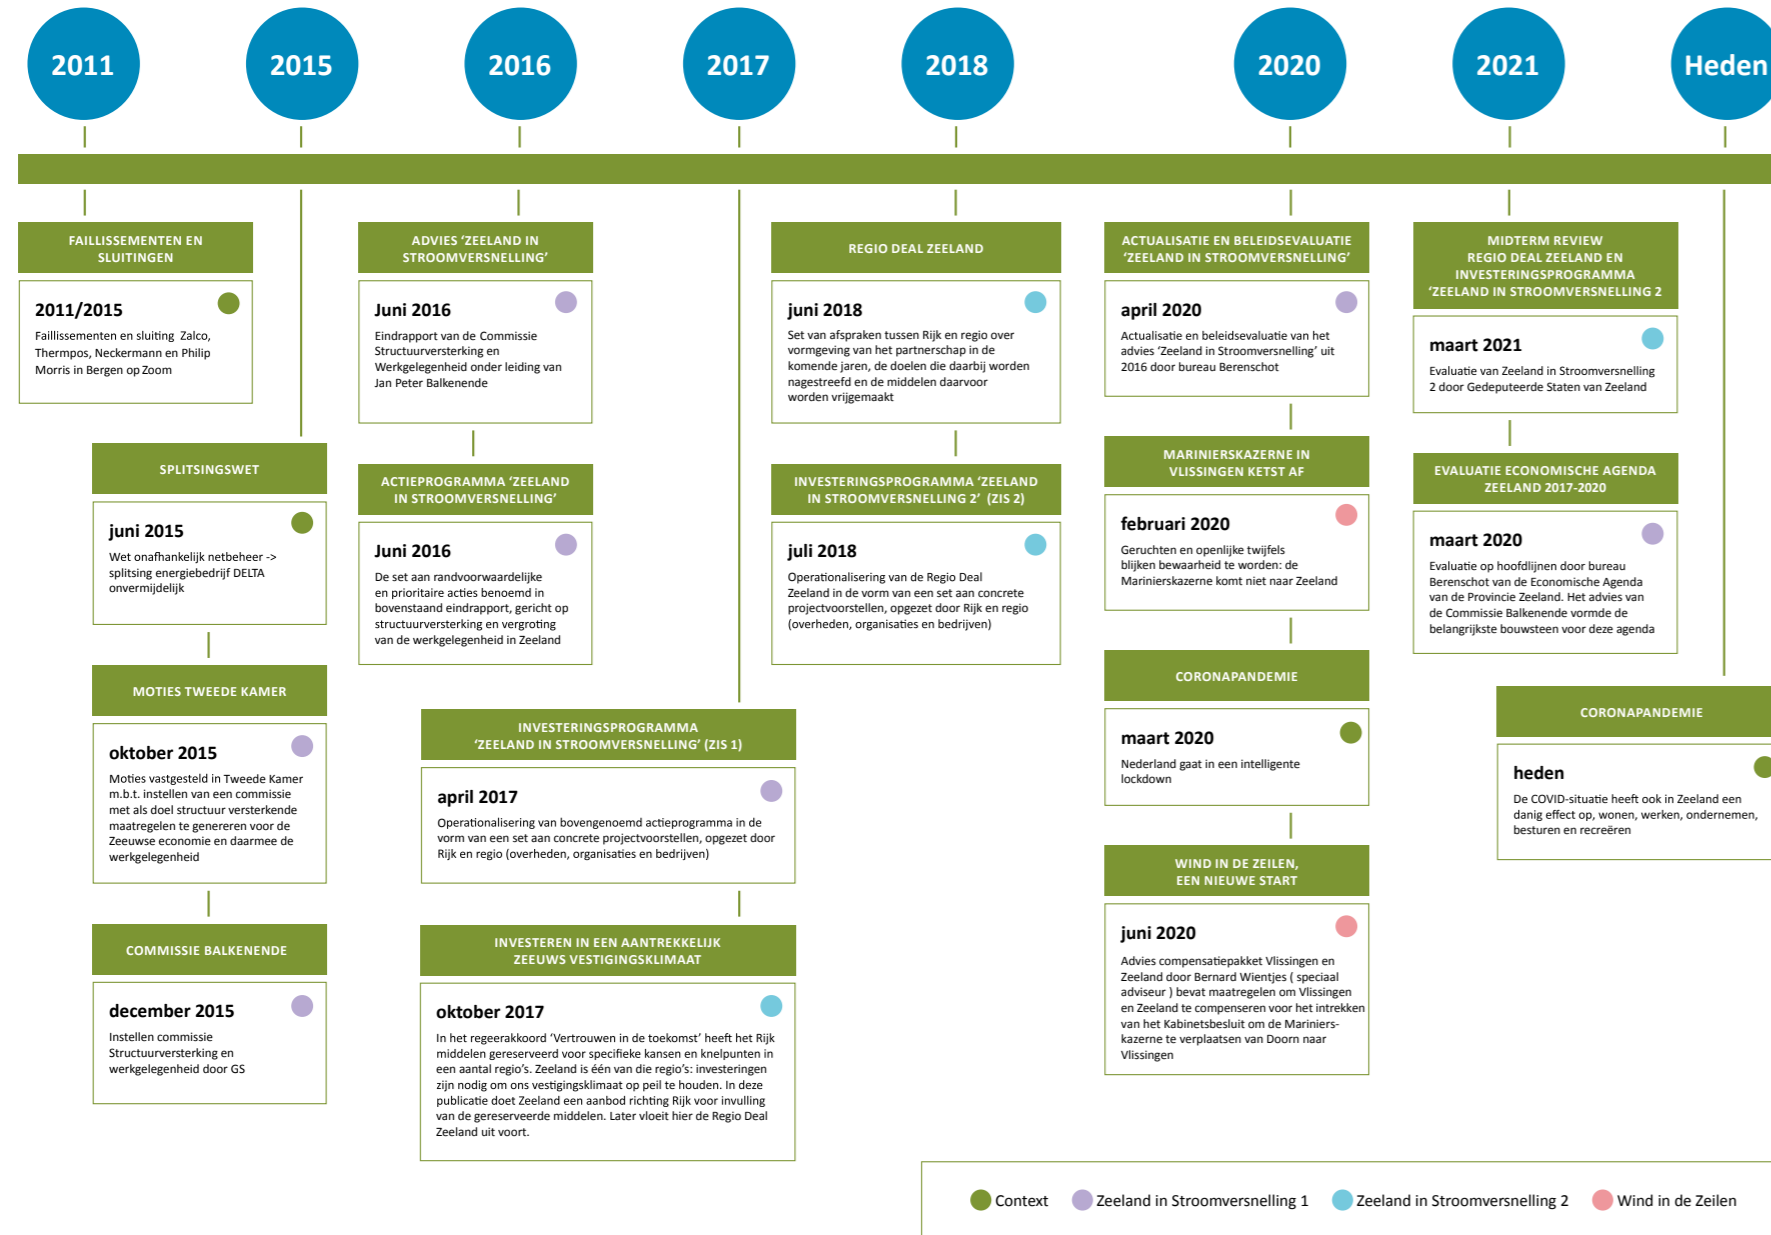 2011
2015
2016
2017
2018
2020
2021
Heden
FAILLISSEMENTEN EN
SLUITINGEN
2011/2015
Faillissementen en sluiting Zalco,
Thermpos, Neckermann en Philip
Morris in Bergen op Zoom
SPLITSINGSWET
juni 2015
Wet onafhankelijk netbeheer ->
splitsing energiebedrijf DELTA
onvermijdelijk
MOTIES TWEEDE KAMER
oktober 2015
Moties vastgesteld in Tweede Kamer
m.b.t. instellen van een commissie
met als doel structuur versterkende
maatregelen te genereren voor de
Zeeuwse economie en daarmee de
werkgelegenheid
COMMISSIE BALKENENDE
december 2015
Instellen commissie
Structuurversterking en
werkgelegenheid door GS
ADVIES ‘ZEELAND IN
STROOMVERSNELLING’
Juni 2016
Eindrapport van de Commissie
Structuurversterking en
Werkgelegenheid onder leiding van
Jan Peter Balkenende
ACTIEPROGRAMMA ‘ZEELAND
IN STROOMVERSNELLING’
Juni 2016
De set aan randvoorwaardelijke
en prioritaire acties benoemd in
bovenstaand eindrapport, gericht op
structuurversterking en vergroting
van de werkgelegenheid in Zeeland
INVESTERINGSPROGRAMMA
‘ZEELAND IN STROOMVERSNELLING’ (ZIS 1)
april 2017
Operationalisering van bovengenoemd actieprogramma in de
vorm van een set aan concrete projectvoorstellen, opgezet door
Rijk en regio (overheden, organisaties en bedrijven)
INVESTEREN IN EEN AANTREKKELIJK
ZEEUWS VESTIGINGSKLIMAAT
oktober 2017
In het regeerakkoord ‘Vertrouwen in de toekomst’ heeft het Rijk
middelen gereserveerd voor specifieke kansen en knelpunten in
een aantal regio’s. Zeeland is één van die regio’s: investeringen
zijn nodig om ons vestigingsklimaat op peil te houden. In deze
publicatie doet Zeeland een aanbod richting Rijk voor invulling
van de gereserveerde middelen. Later vloeit hier de Regio Deal
Zeeland uit voort.
REGIO DEAL ZEELAND
juni 2018
Set van afspraken tussen Rijk en regio over
vormgeving van het partnerschap in de
komende jaren, de doelen die daarbij worden
nagestreefd en de middelen daarvoor
worden vrijgemaakt
INVESTERINGSPROGRAMMA ‘ZEELAND
IN STROOMVERSNELLING 2’ (ZIS 2)
juli 2018
Operationalisering van de Regio Deal
Zeeland in de vorm van een set aan concrete
projectvoorstellen, opgezet door Rijk en regio
(overheden, organisaties en bedrijven)
ACTUALISATIE EN BELEIDSEVALUATIE
‘ZEELAND IN STROOMVERSNELLING’
april 2020
Actualisatie en beleidsevaluatie van het
advies ‘Zeeland in Stroomversnelling’ uit
2016 door bureau Berenschot
MARINIERSKAZERNE IN
VLISSINGEN KETST AF
februari 2020
Geruchten en openlijke twijfels
blijken bewaarheid te worden: de
Marinierskazerne komt niet naar Zeeland
CORONAPANDEMIE
maart 2020
Nederland gaat in een intelligente
lockdown
WIND IN DE ZEILEN,
EEN NIEUWE START
juni 2020
Advies compensatiepakket Vlissingen en
Zeeland door Bernard Wientjes ( speciaal
adviseur ) bevat maatregelen om Vlissingen
en Zeeland te compenseren voor het intrekken
van het Kabinetsbesluit om de Mariniers-
kazerne te verplaatsen van Doorn naar
Vlissingen
MIDTERM REVIEW
REGIO DEAL ZEELAND EN
INVESTERINGSPROGRAMMA
‘ZEELAND IN STROOMVERSNELLING 2
maart 2021
Evaluatie van Zeeland in Stroomversnelling
2 door Gedeputeerde Staten van Zeeland
EVALUATIE ECONOMISCHE AGENDA
ZEELAND 2017-2020
maart 2020
Evaluatie op hoofdlijnen door bureau
Berenschot van de Economische Agenda
van de Provincie Zeeland. Het advies van
de Commissie Balkenende vormde de
belangrijkste bouwsteen voor deze agenda
CORONAPANDEMIE
heden
De COVID-situatie heeft ook in Zeeland een
danig effect op, wonen, werken, ondernemen,
besturen en recreëren
Context
Zeeland in Stroomversnelling 1
Zeeland in Stroomversnelling 2
Wind in de Zeilen